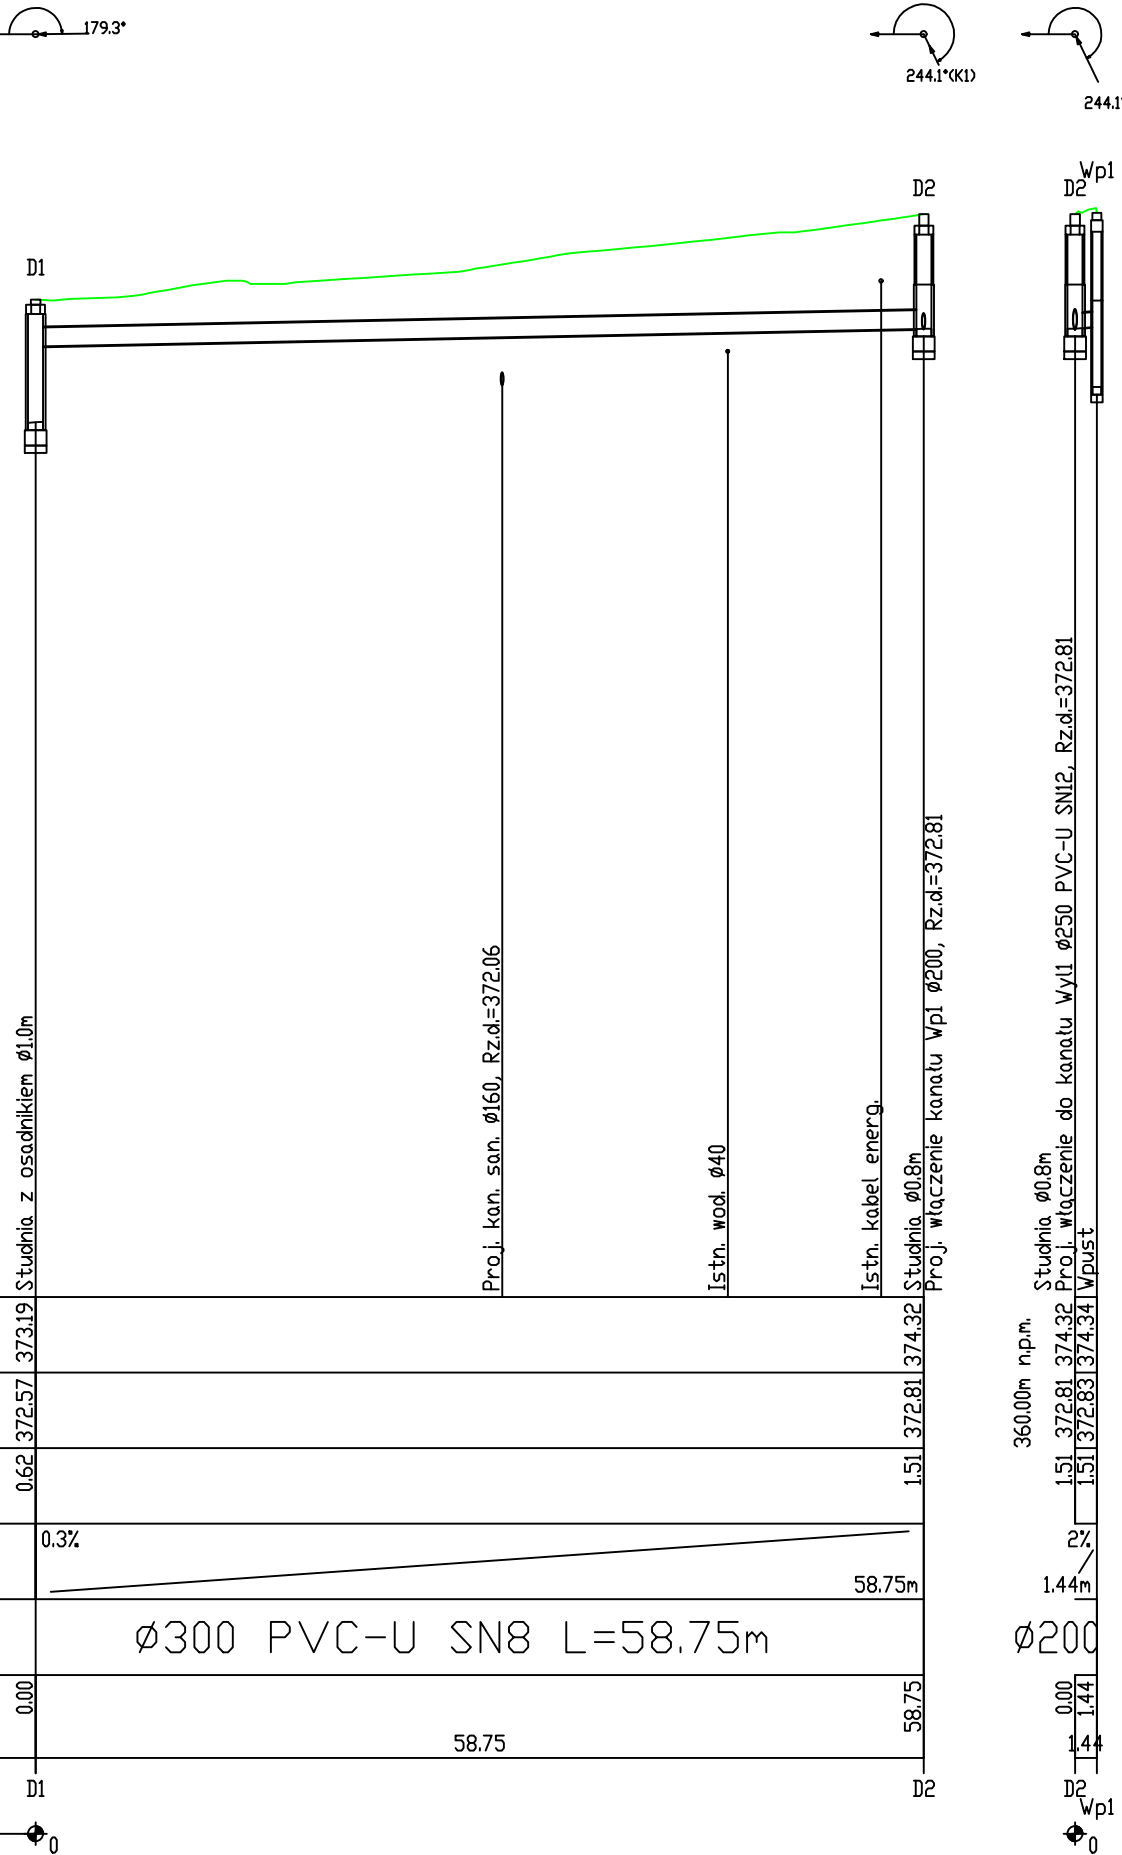 179.3°
244.1°(K1)
244.1°
Wp1
D2
D2
D1
Studnia z osadnikiem Ø1.0m
Proj. kan. san. Ø160, Rz.d.=372.06
Istn. wod. Ø40
Istn. kabel energ.
Studnia Ø0.8m
Proj. włączenie kanału Wp1 Ø200, Rz.d.=372.81
Studnia Ø0.8m
Proj. włączenie do kanału Wyl1 Ø250 PVC-U SN12, Rz.d.=372.81
Wpust
373.19
374.32
374.32
374.34
360.00m n.p.m.
372.57
372.81
372.81
372.83
0.62
1.51
1.51
1.51
0.3%
58.75m
2%
1.44m
Ø300 PVC-U SN8 L=58.75m
Ø200
0.00
58.75
0.00
1.44
58.75
1.44
D1
D2
D2
Wp1
0
0